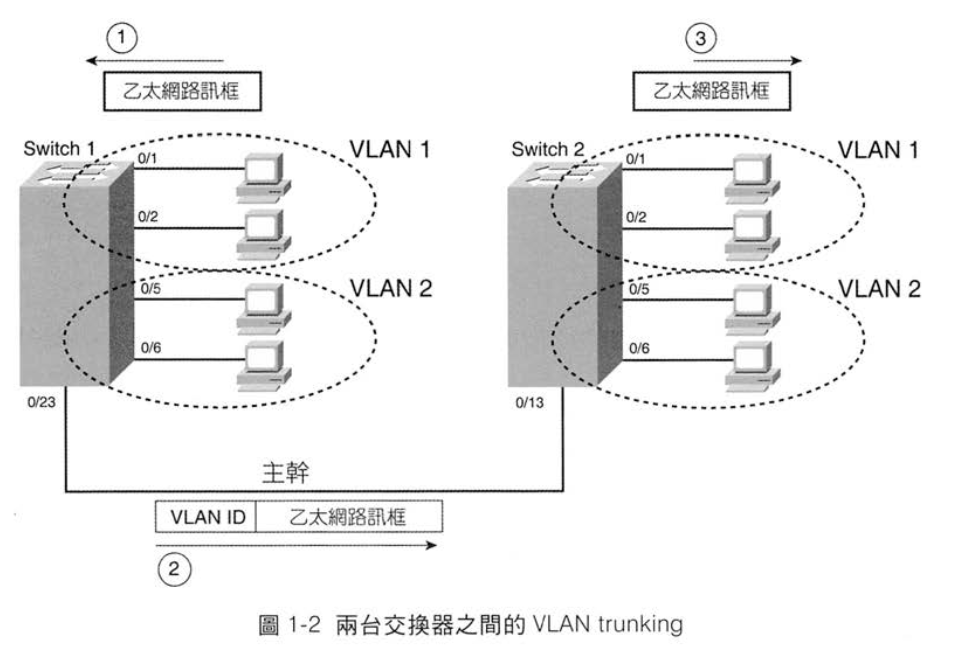 1
3
乙太網路訊框
乙太網路訊框
Switch 1
0/1
VLAN 1
0/2
0/5
VLAN 2
0/6
0/23
Switch 2
0/1
VLAN 1
0/2
0/5
VLAN 2
0/6
0/13
主幹
VLAN ID 乙太網路訊框
2
圖 1-2 兩台交換器之間的 VLAN trunking